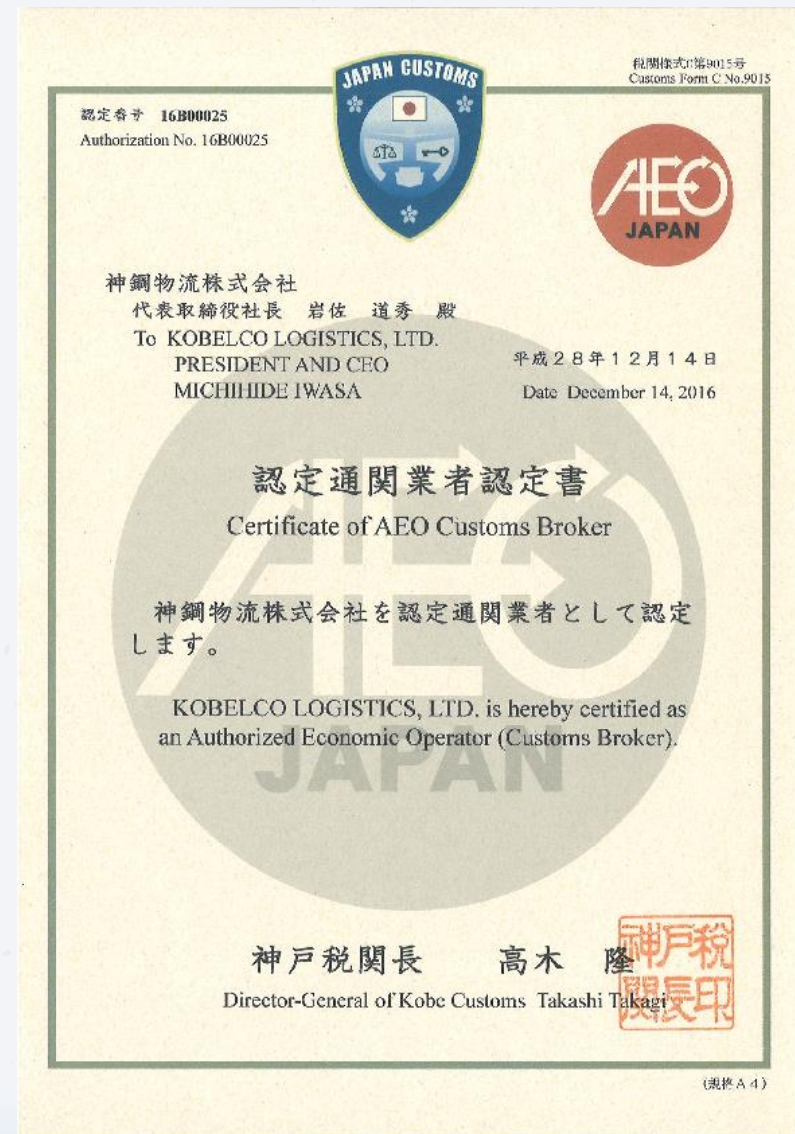 税関様式C第9015号
Customs Form C No.9015
認定番号 16B00025
Authorization No. 16B00025
JAPAN CUSTOMS
AEO
JAPAN
神鋼物流株式会社
代表取締役社長 岩佐 道秀 殿
To KOBELCO LOGISTICS, LTD.
PRESIDENT AND CEO
MICHIHIDE IWASA
平成28年12月14日
Date December 14, 2016
認定通関業者認定書
Certificate of AEO Customs Broker
神鋼物流株式会社を認定通関業者として認定
します。
KOBELCO LOGISTICS, LTD. is hereby certified as
an Authorized Economic Operator (Customs Broker).
AEO
JAPAN
神戸税関長 高木 隆
Director-General of Kobe Customs Takashi Takagi
神戸税
関長印
(規格A4)